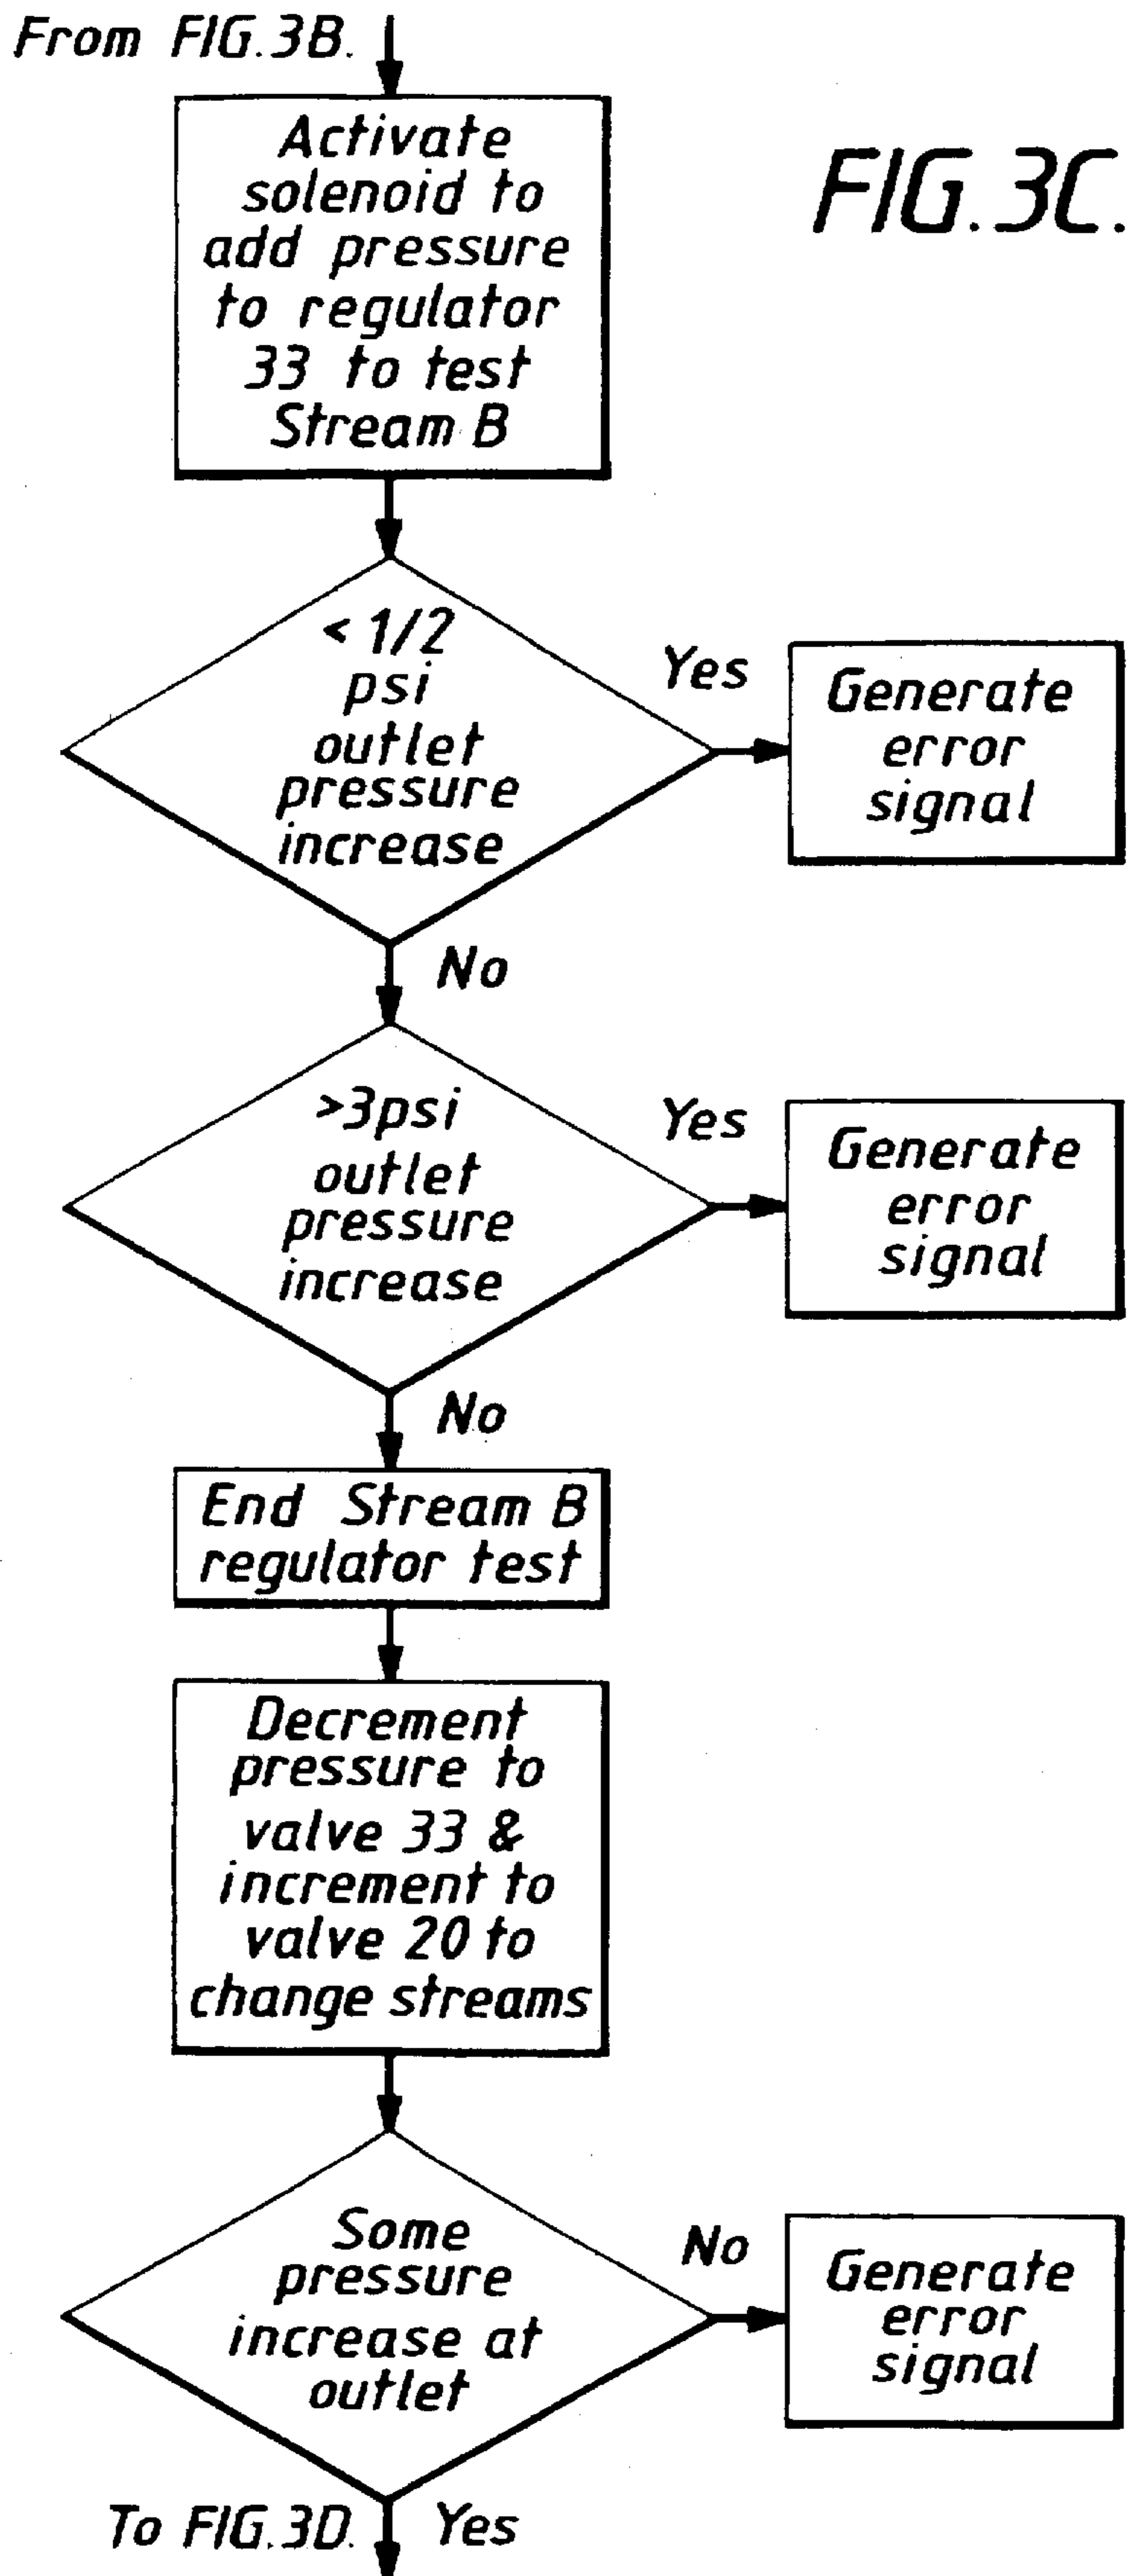 From FIG.3B.
FIG.3C.
Activate
solenoid to
add pressure
to regulator
33 to test
Stream B
< 1/2
psi
outlet
pressure
increase
Yes
Generate
error
signal
No
>3psi
outlet
pressure
increase
Yes
Generate
error
signal
No
End Stream B
regulator test
Decrement
pressure to
valve 33 &
increment to
valve 20 to
change streams
Some
pressure
increase at
outlet
No
Generate
error
signal
To FIG.3D.
Yes